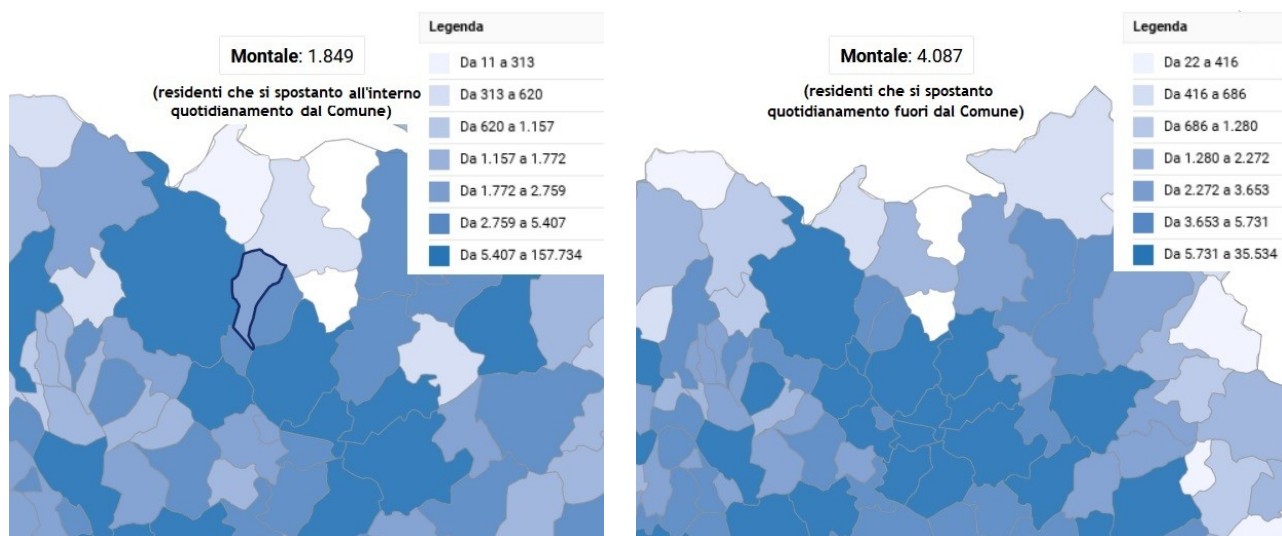 Montale: 1.849
(residenti che si spostanto all'interno
quotidianamento dal Comune)
Legenda
Da 11 a 313
Da 313 a 620
Da 620 a 1.157
Da 1.157 a 1.772
Da 1.772 a 2.759
Da 2.759 a 5.407
Da 5.407 a 157.734
Montale: 4.087
(residenti che si spostanto
quotidianamento fuori dal Comune)
Legenda
Da 22 a 416
Da 416 a 686
Da 686 a 1.280
Da 1.280 a 2.272
Da 2.272 a 3.653
Da 3.653 a 5.731
Da 5.731 a 35.534